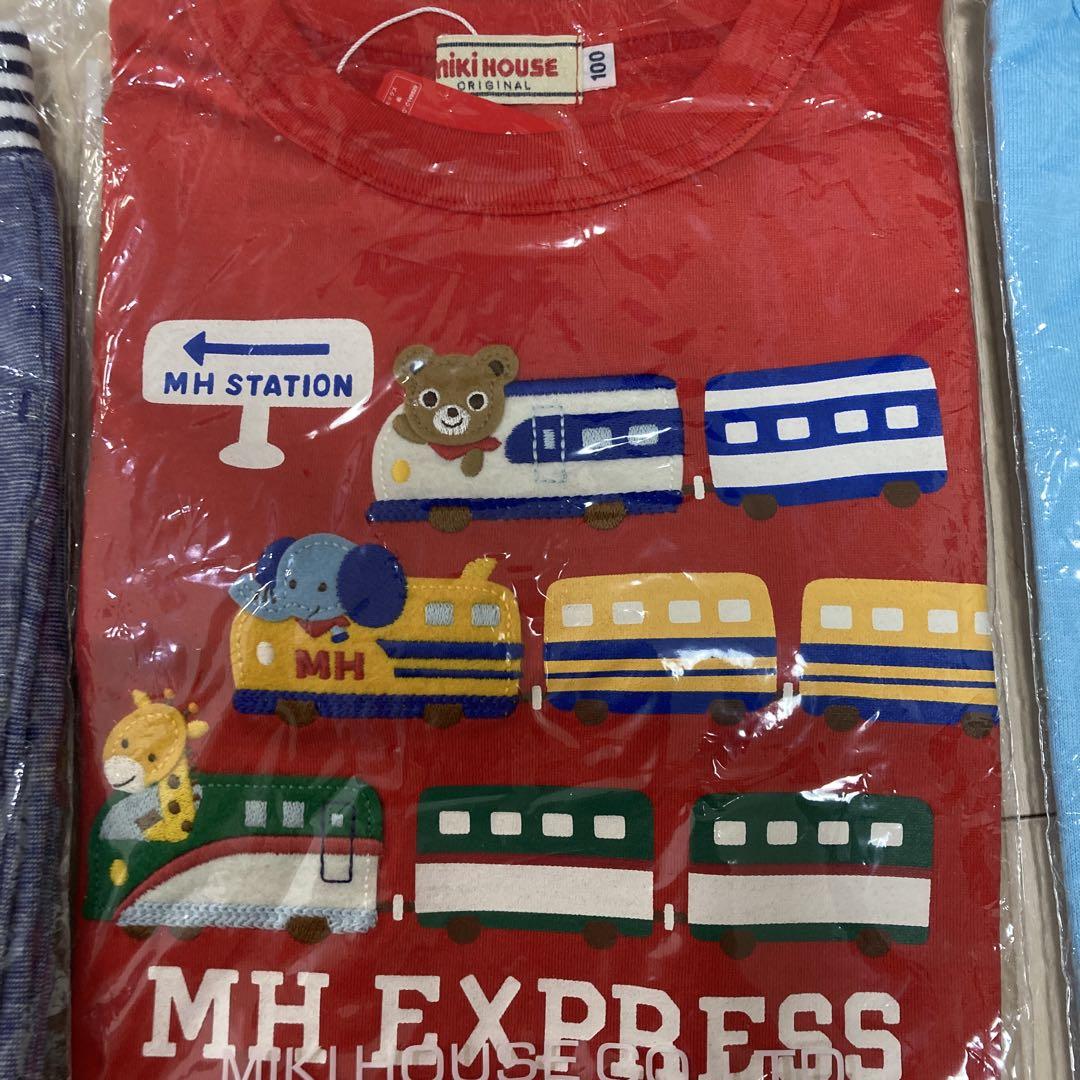 miki HOUSE
ORIGINAL
100
MH STATION
MH
MH EXPRESS
MIKI HOUSE CO., LTD.